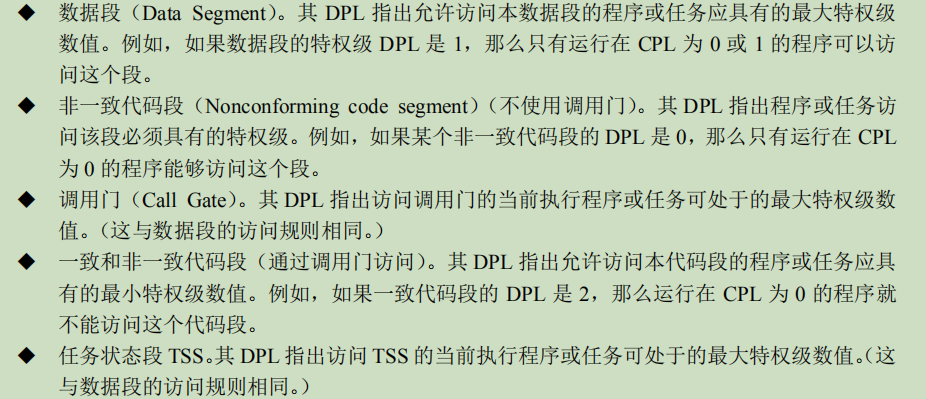 ◆ 数据段（Data Segment）。其 DPL 指出允许访问本数据段的程序或任务应具有的最大特权级
数值。例如，如果数据段的特权级 DPL 是 1，那么只有运行在 CPL 为 0 或 1 的程序可以访
问这个段。
◆ 非一致代码段（Nonconforming code segment）（不使用调用门）。其 DPL 指出程序或任务访
问该段必须具有的特权级。例如，如果某个非一致代码段的 DPL 是 0，那么只有运行在 CPL
为 0 的程序能够访问这个段。
◆ 调用门（Call Gate）。其 DPL 指出访问调用门的当前执行程序或任务可处于的最大特权级数
值。（这与数据段的访问规则相同。）
◆ 一致和非一致代码段（通过调用门访问）。其 DPL 指出允许访问本代码段的程序或任务应具
有的最小特权级数值。例如，如果一致代码段的 DPL 是 2，那么运行在 CPL 为 0 的程序就
不能访问这个代码段。
◆ 任务状态段 TSS。其 DPL 指出访问 TSS 的当前执行程序或任务可处于的最大特权级数值。（这
与数据段的访问规则相同。）